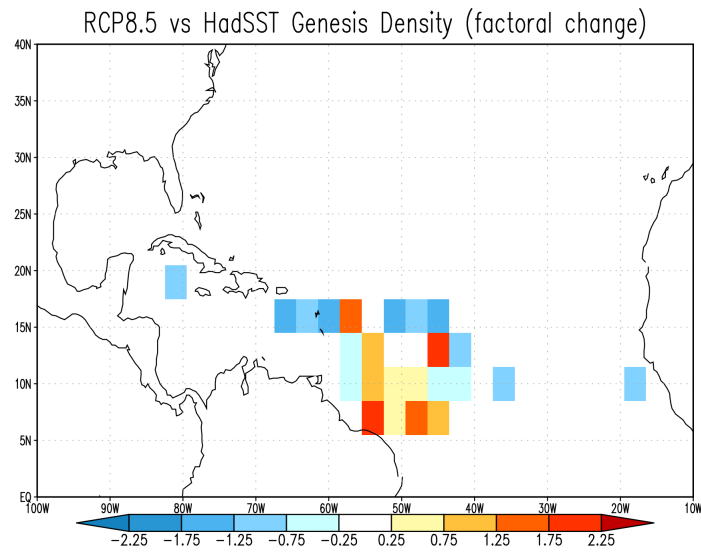 RCP8.5 vs HadSST Genesis Density (factoral change)
40N
35N
30N
25N
20N
15N
10N
5N
EQ
100W 90W 80W 70W 60W 50W 40W 30W 20W 10W
-2.25 -1.75 -1.25 -0.75 -0.25 0.25 0.75 1.25 1.75 2.25